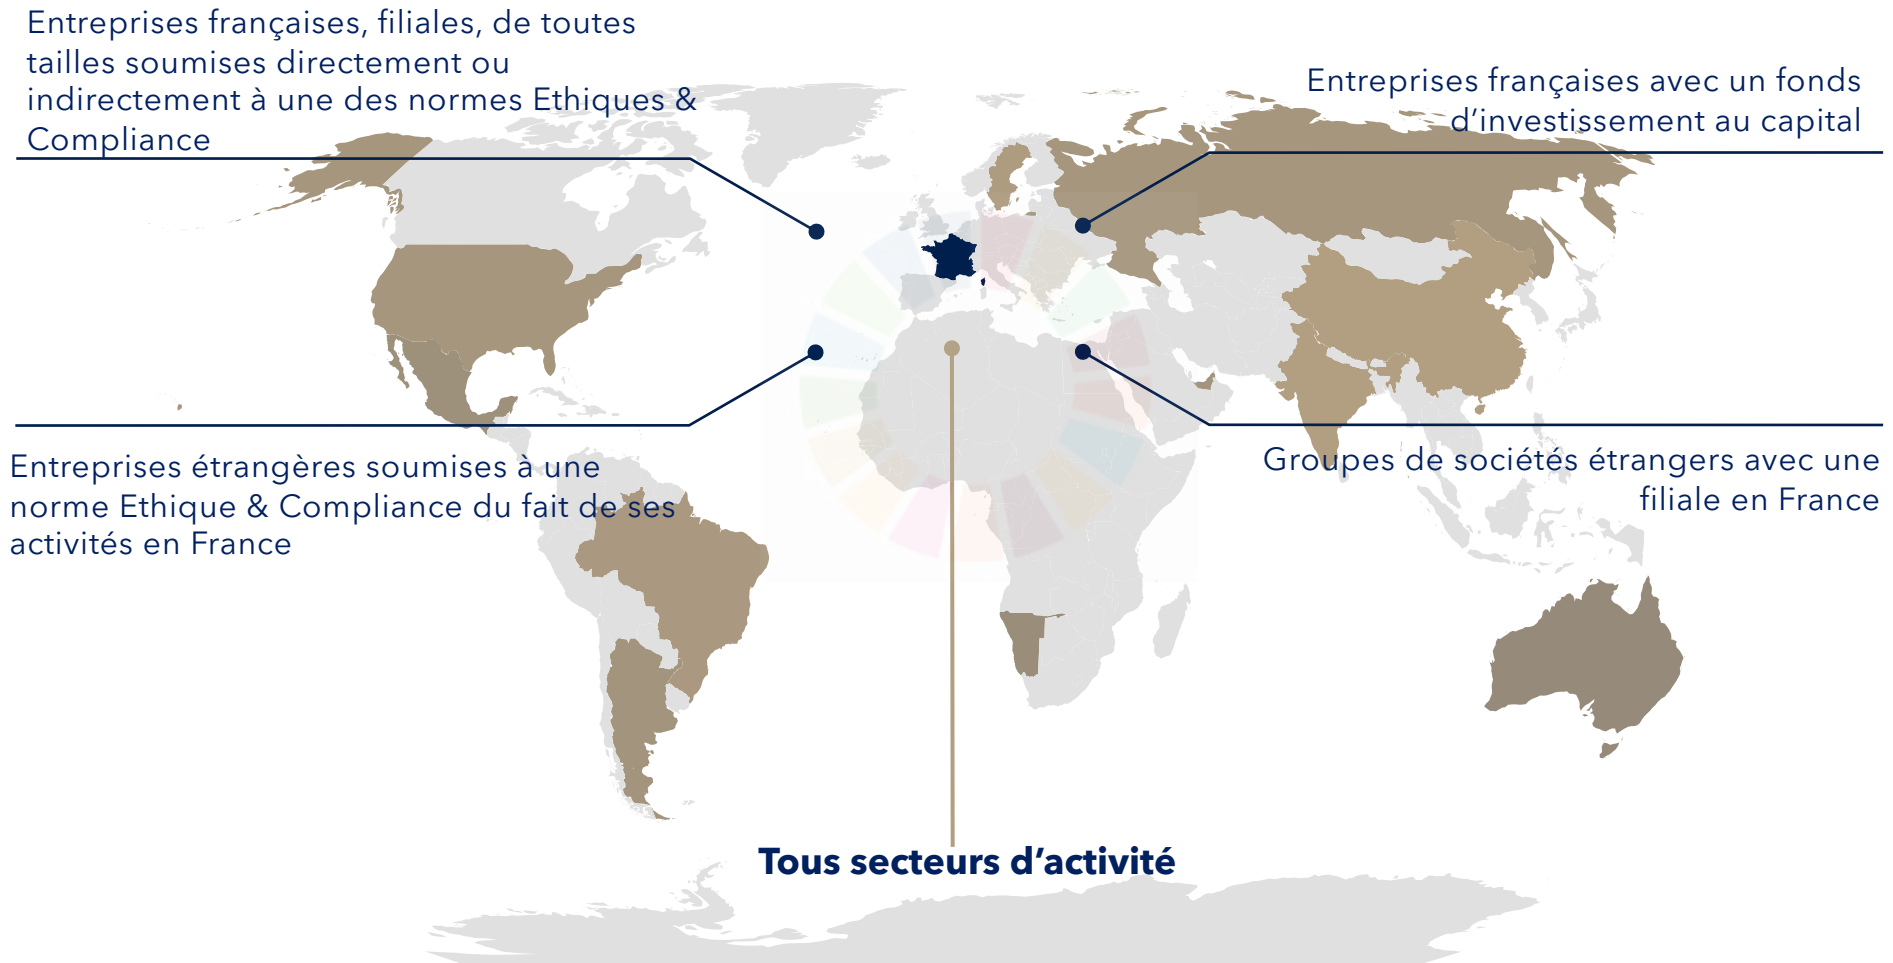 Entreprises françaises, filiales, de toutes
tailles soumises directement ou
indirectement à une des normes Ethiques &
Compliance
Entreprises françaises avec un fonds
d’investissement au capital
Entreprises étrangères soumises à une
norme Ethique & Compliance du fait de ses
activités en France
Groupes de sociétés étrangers avec une
filiale en France
Tous secteurs d’activité